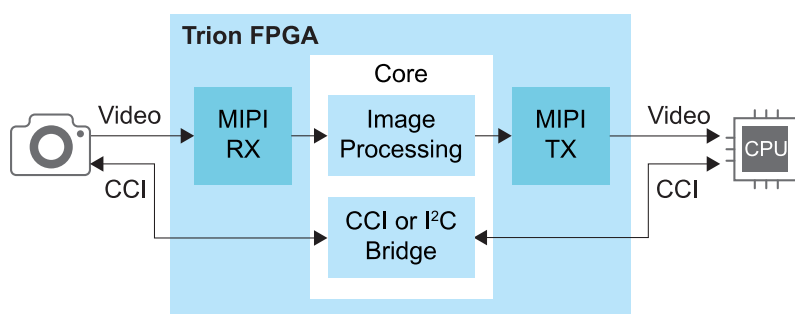 Trion FPGA
Core
Video
MIPI
RX
Image
Processing
MIPI
TX
Video
CPU
CCI
CCI or I²C
Bridge
CCI